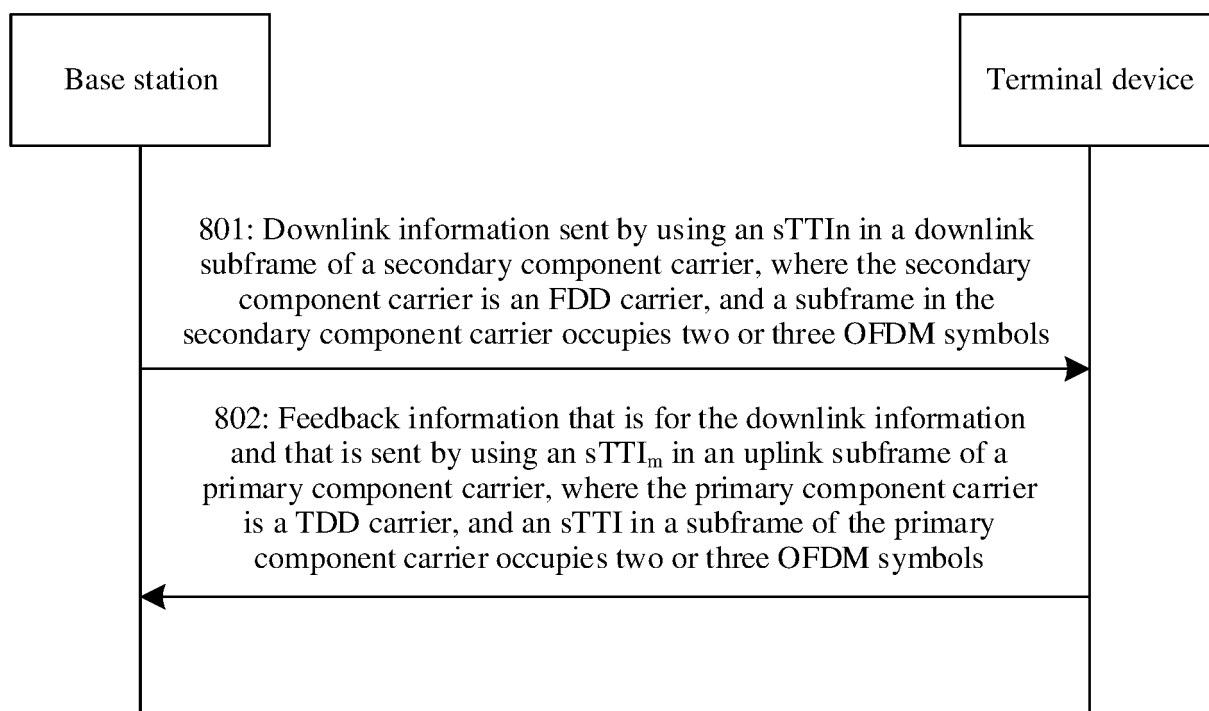 Base station
Terminal device
801: Downlink information sent by using an sTTIn in a downlink
subframe of a secondary component carrier, where the secondary
component carrier is an FDD carrier, and a subframe in the
secondary component carrier occupies two or three OFDM symbols
802: Feedback information that is for the downlink information
and that is sent by using an sTTIₘ in an uplink subframe of a
primary component carrier, where the primary component carrier
is a TDD carrier, and an sTTI in a subframe of the primary
component carrier occupies two or three OFDM symbols